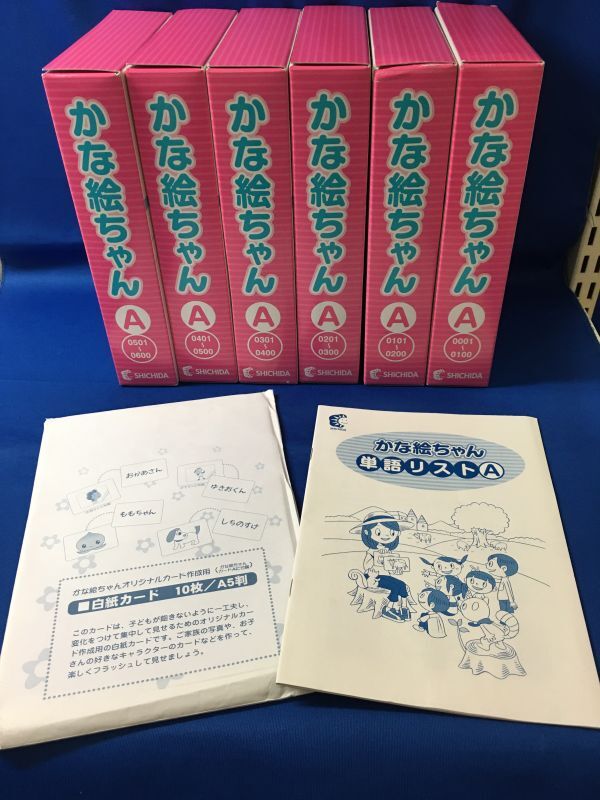 かな絵ちゃん
A
0501
~
0600
SHICHIDA
かな絵ちゃん
A
0401
~
0500
SHICHIDA
かな絵ちゃん
A
0301
~
0400
SHICHIDA
かな絵ちゃん
A
0201
~
0300
SHICHIDA
かな絵ちゃん
A
0101
~
0200
SHICHIDA
かな絵ちゃん
A
0001
~
0100
SHICHIDA
おかあさん
ゆきおくん
ももちゃん
しちのすけ
かな絵ちゃんオリジナルカード作成用
■白紙カード 10枚/A5判
このカードは、子どもが飽きないように一工夫し、
変化をつけて集中して見せるためのオリジナルカー
ド作成用の白紙カードです。ご家族の写真や、お子
さんの好きなキャラクターのカードなどを作って、
楽しくフラッシュして見せましょう。
SHICHIDA
かな絵ちゃん
単語リストA